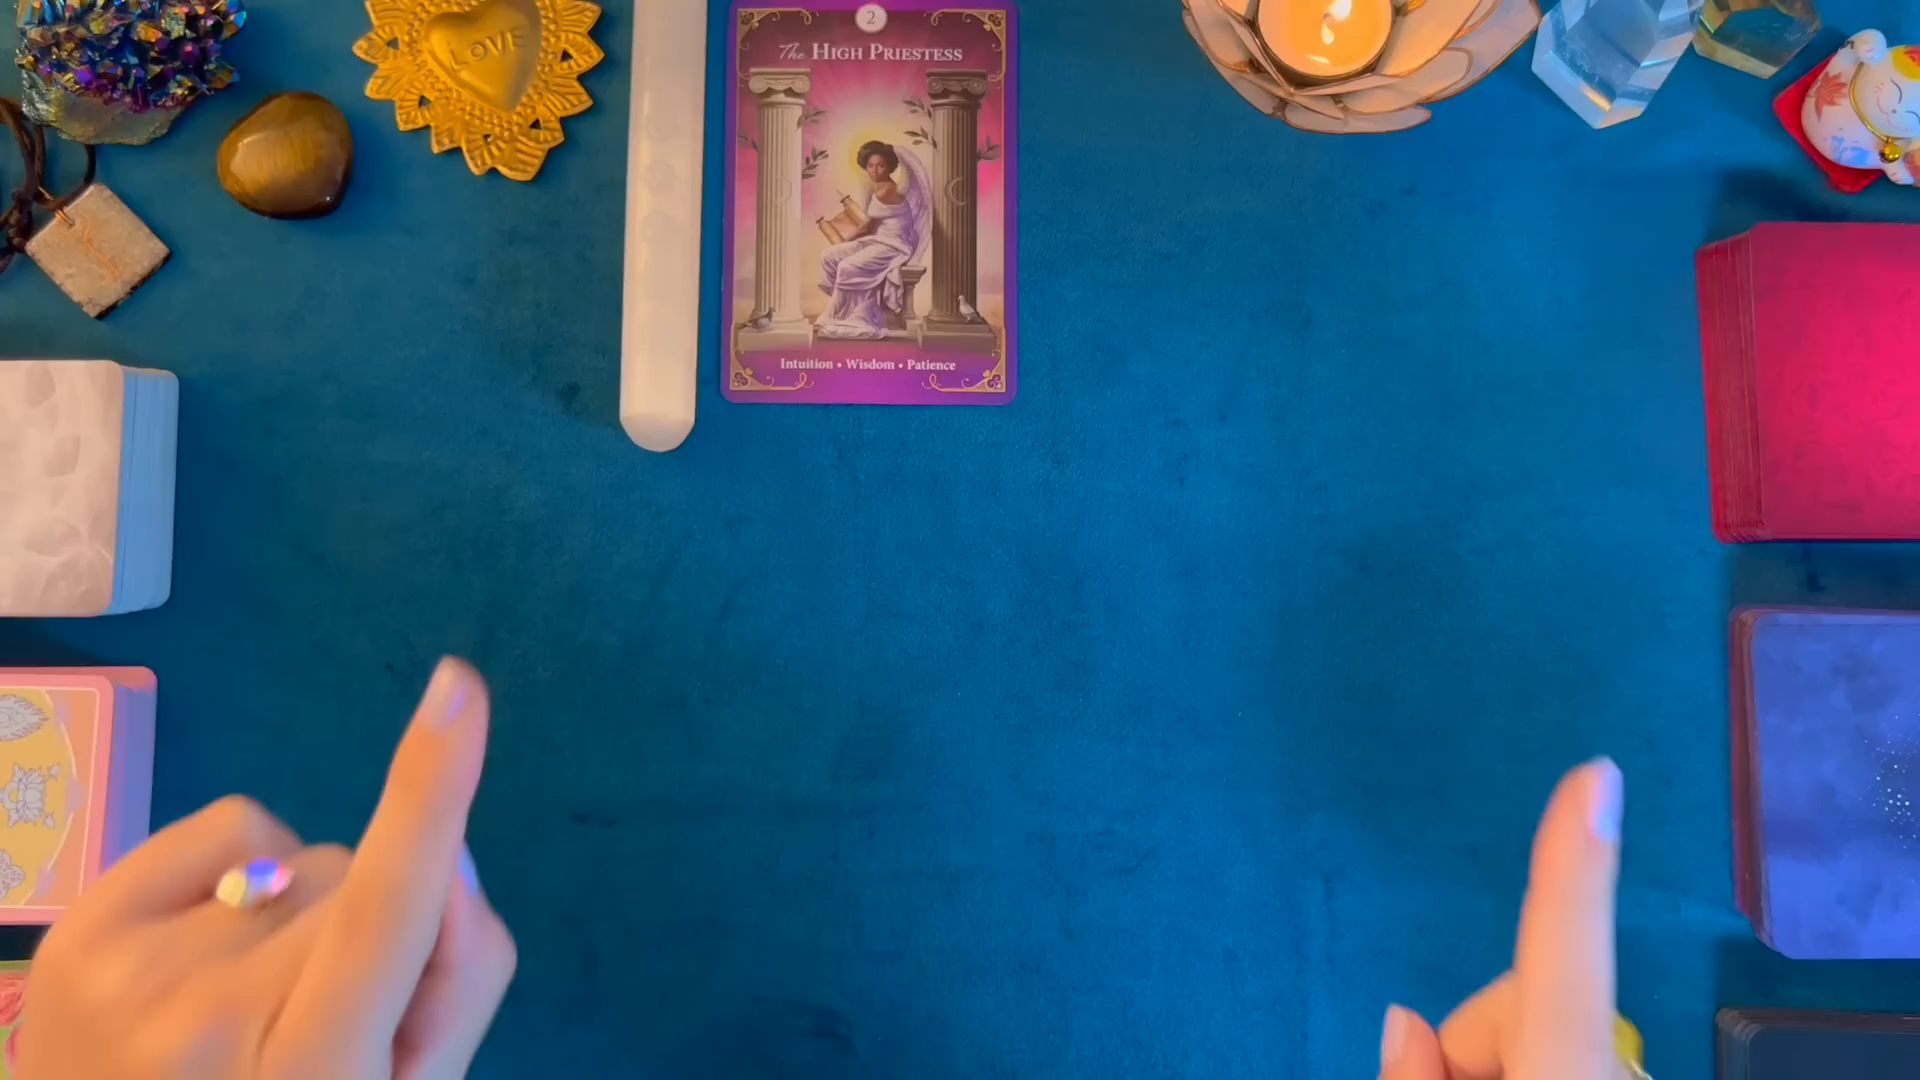 LOVE
2
The HIGH PRIESTESS
Intuition • Wisdom • Patience